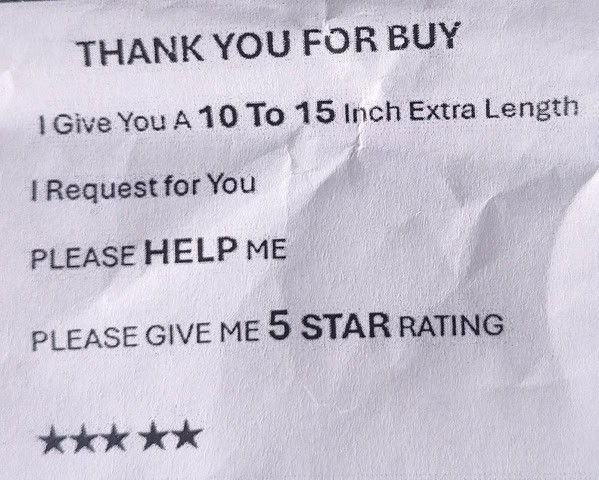 THANK YOU FOR BUY
I Give You A 10 To 15 Inch Extra Length
I Request for You
PLEASE HELP ME
PLEASE GIVE ME 5 STAR RATING
★★★★★